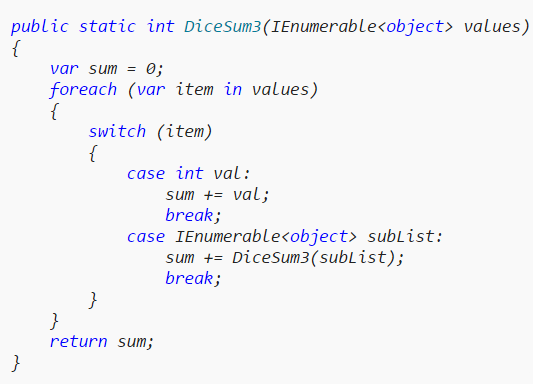 public static int DiceSum3(IEnumerable<object> values)
{
    var sum = 0;
    foreach (var item in values)
    {
        switch (item)
        {
            case int val:
                sum += val;
                break;
            case IEnumerable<object> subList:
                sum += DiceSum3(subList);
                break;
        }
    }
    return sum;
}